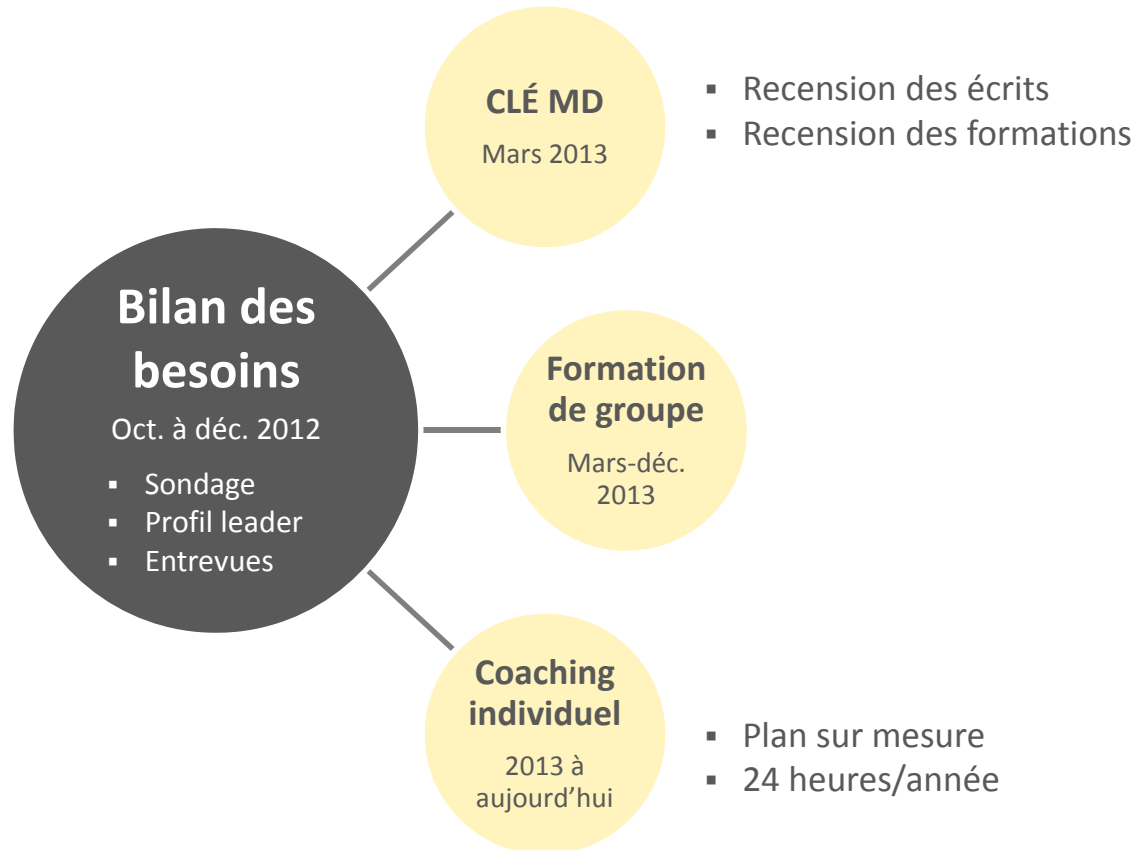 CLÉ MD
Mars 2013
▪ Recension des écrits
▪ Recension des formations
Bilan des
besoins
Oct. à déc. 2012
▪ Sondage
▪ Profil leader
▪ Entrevues
Formation
de groupe
Mars-déc.
2013
Coaching
individuel
2013 à
aujourd’hui
▪ Plan sur mesure
▪ 24 heures/année